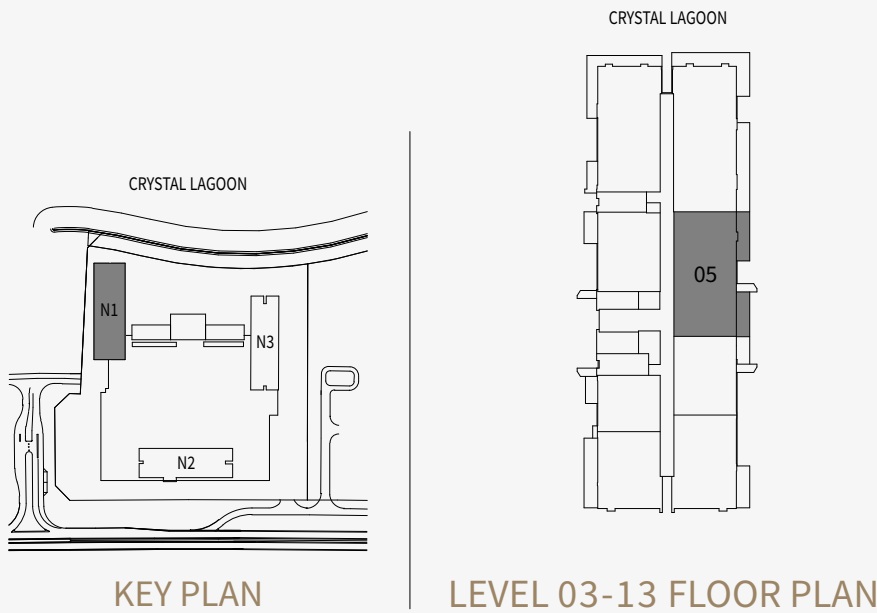 CRYSTAL LAGOON
N1
N3
N2
KEY PLAN
CRYSTAL LAGOON
05
LEVEL 03-13 FLOOR PLAN